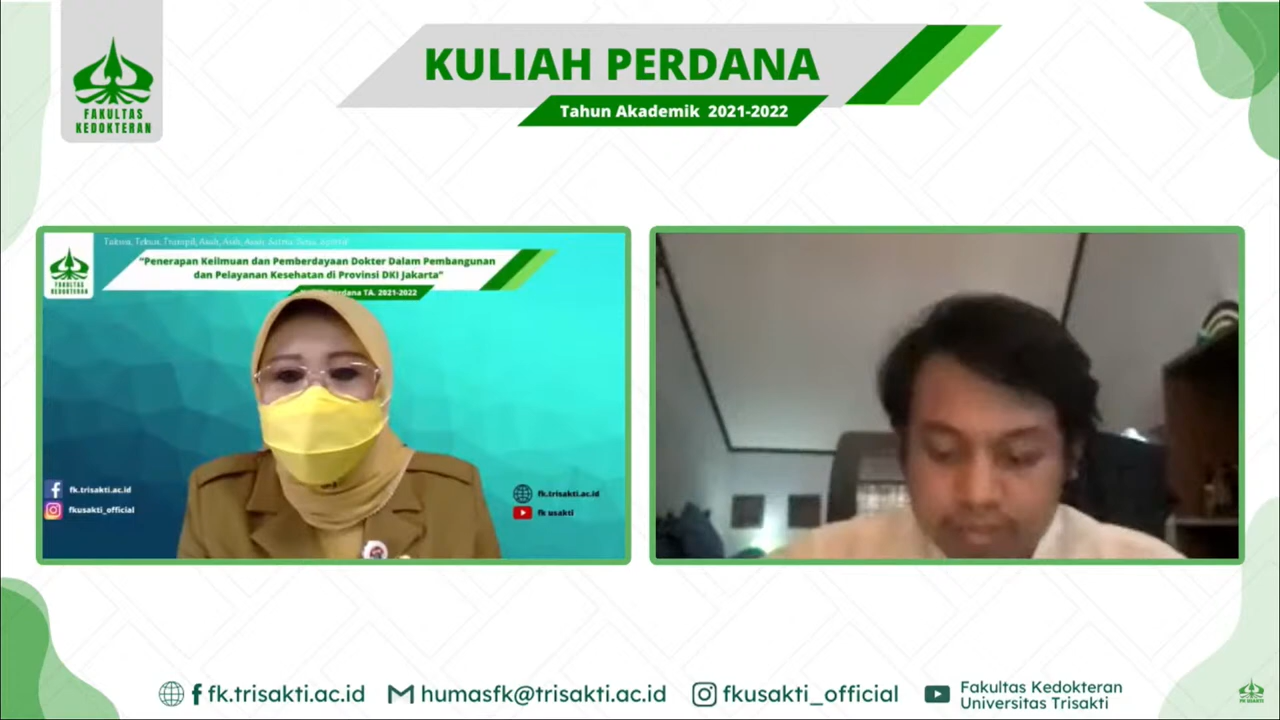 FAKULTAS
KEDOKTERAN
KULIAH PERDANA
Tahun Akademik 2021-2022
FAKULTAS
KEDOKTERAN
"Penerapan Keilmuan dan Pemberdayaan Dokter Dalam Pembangunan
dan Pelayanan Kesehatan di Provinsi DKI Jakarta"
Perdana TA. 2021-2022
fk.trisakti.ac.id
fkusakti_official
fk.trisakti.ac.id
fk usakti
fk.trisakti.ac.id
humasfk@trisakti.ac.id
fkusakti_official
Fakultas Kedokteran
Universitas Trisakti
FK USAKTI